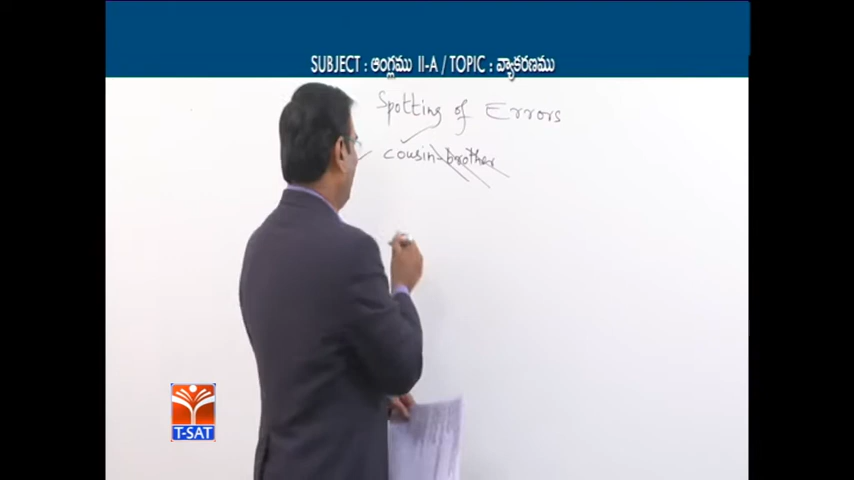 SUBJECT : ఆంగ్లము II-A / TOPIC : వ్యాకరణము
Spotting of Errors
cousin-brother
T-SAT